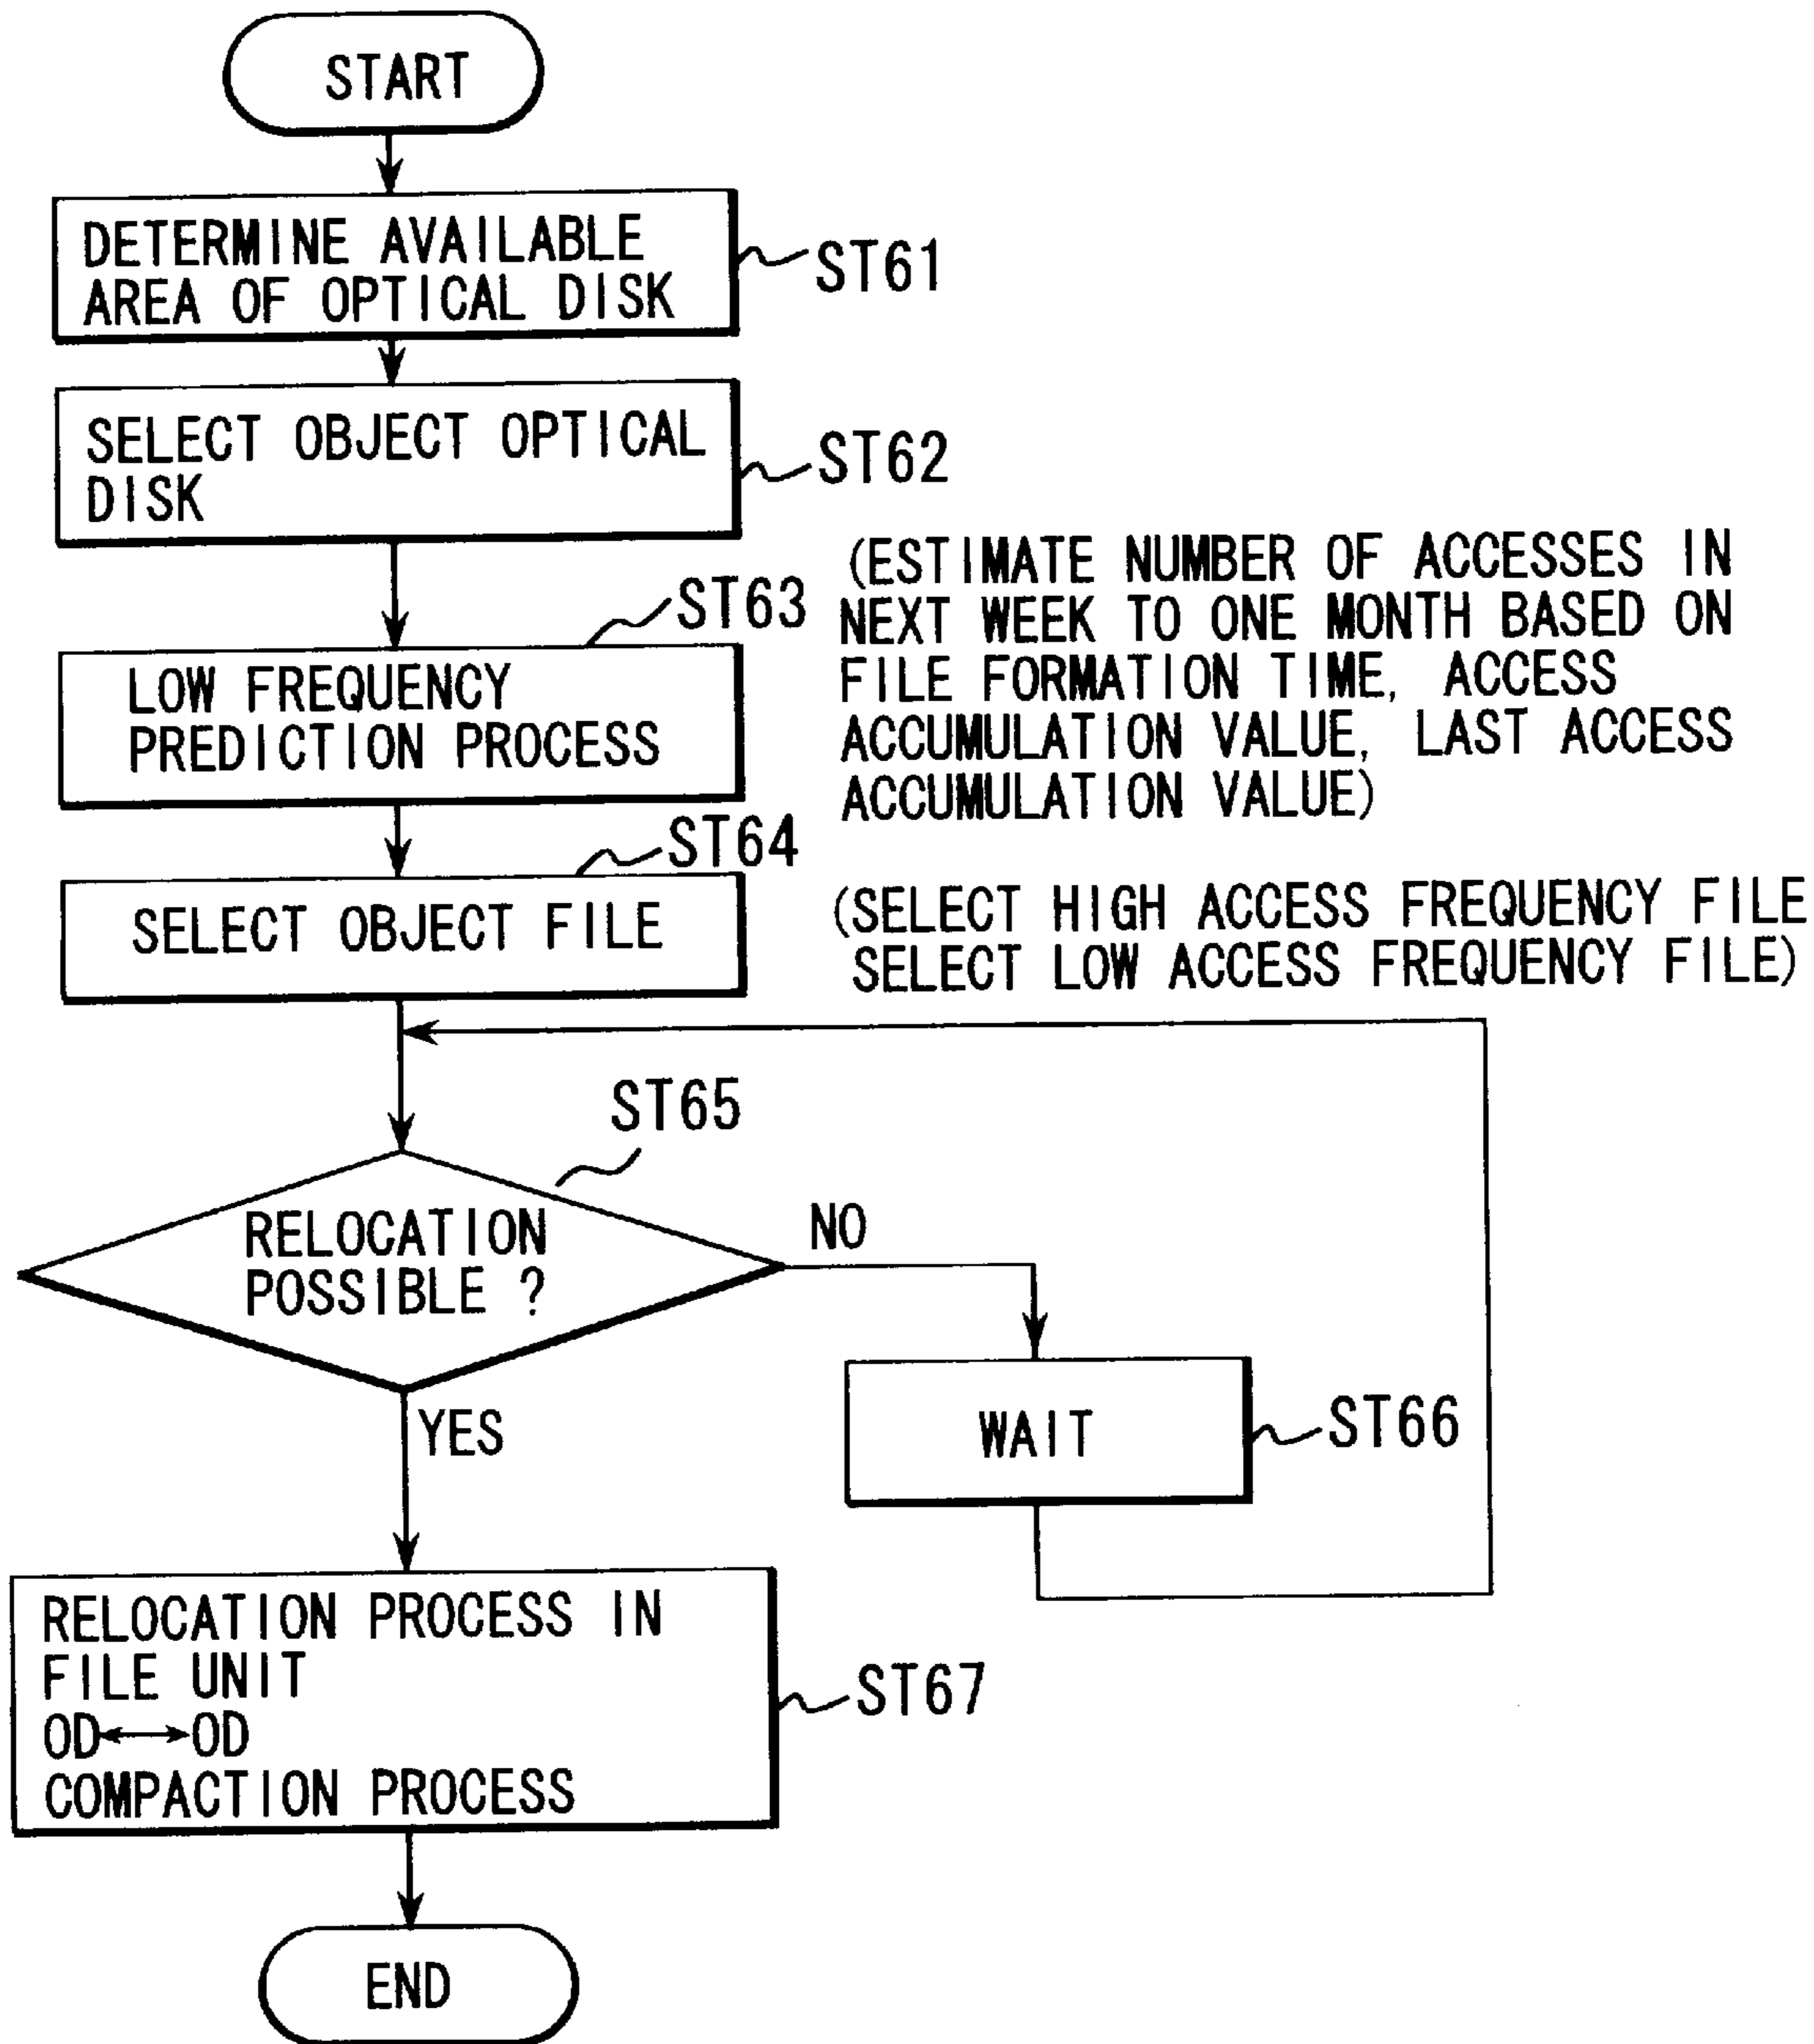 START
DETERMINE AVAILABLE
AREA OF OPTICAL DISK
ST61
SELECT OBJECT OPTICAL
DISK
ST62
ST63
LOW FREQUENCY
PREDICTION PROCESS
(ESTIMATE NUMBER OF ACCESSES IN
NEXT WEEK TO ONE MONTH BASED ON
FILE FORMATION TIME, ACCESS
ACCUMULATION VALUE, LAST ACCESS
ACCUMULATION VALUE)
ST64
SELECT OBJECT FILE
(SELECT HIGH ACCESS FREQUENCY FILE
SELECT LOW ACCESS FREQUENCY FILE)
ST65
RELOCATION
POSSIBLE ?
NO
YES
WAIT
ST66
RELOCATION PROCESS IN
FILE UNIT
OD↔OD
COMPACTION PROCESS
ST67
END